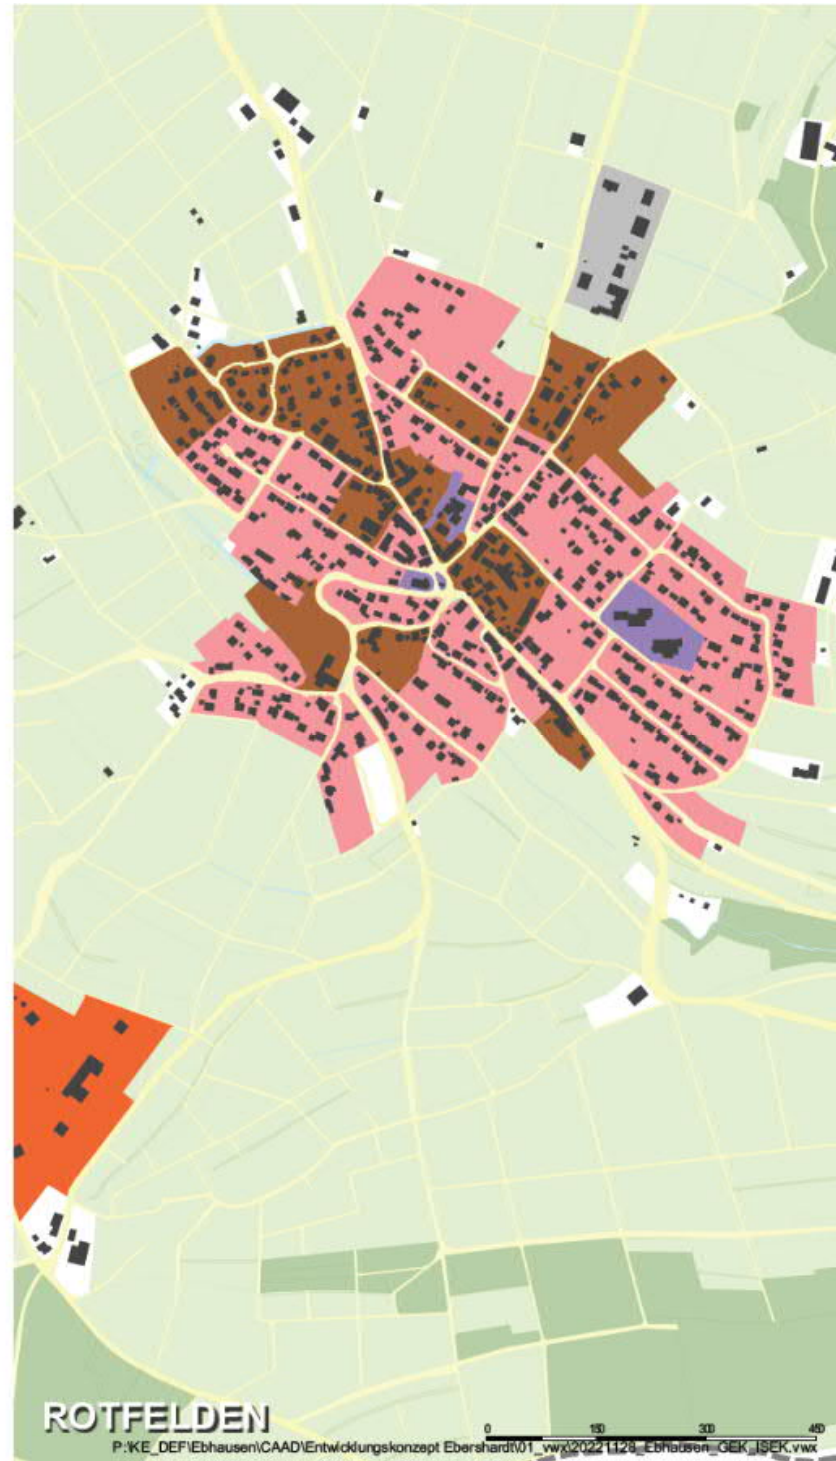 ROTFELDEN
0 150 300 450
P:\KE_DEF\Ebhausen\CAAD\Entwicklungskonzept Ebershardt\01_vwx\20221128_Ebhausen_GEK_ISEK.vwx